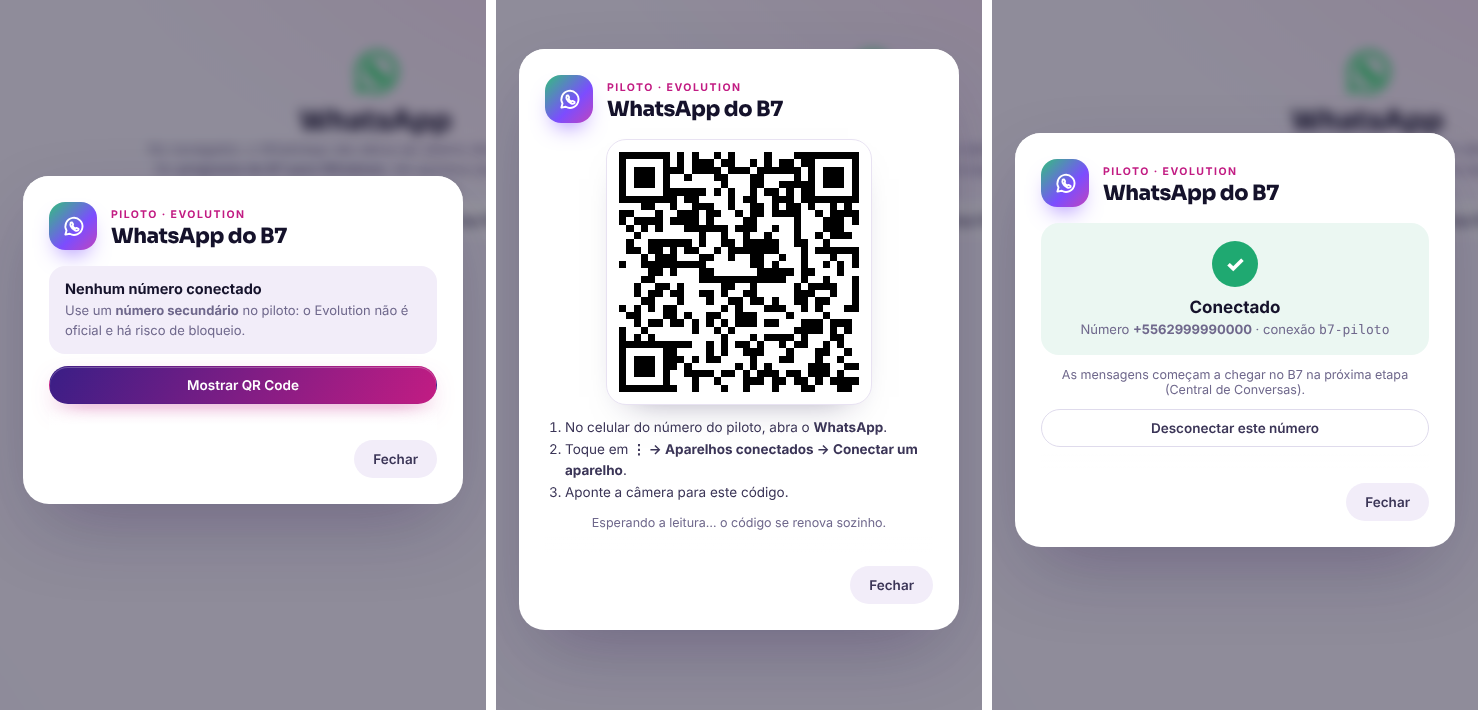 WhatsApp
PILOTO · EVOLUTION
WhatsApp do B7
Nenhum número conectado
Use um número secundário no piloto: o Evolution não é
oficial e há risco de bloqueio.
Mostrar QR Code
Fechar
PILOTO · EVOLUTION
WhatsApp do B7
1. No celular do número do piloto, abra o WhatsApp.
2. Toque em ⋮ → Aparelhos conectados → Conectar um
aparelho.
3. Aponte a câmera para este código.
Esperando a leitura... o código se renova sozinho.
Fechar
WhatsApp
PILOTO · EVOLUTION
WhatsApp do B7
Conectado
Número +5562999990000 · conexão b7-piloto
As mensagens começam a chegar no B7 na próxima etapa
(Central de Conversas).
Desconectar este número
Fechar